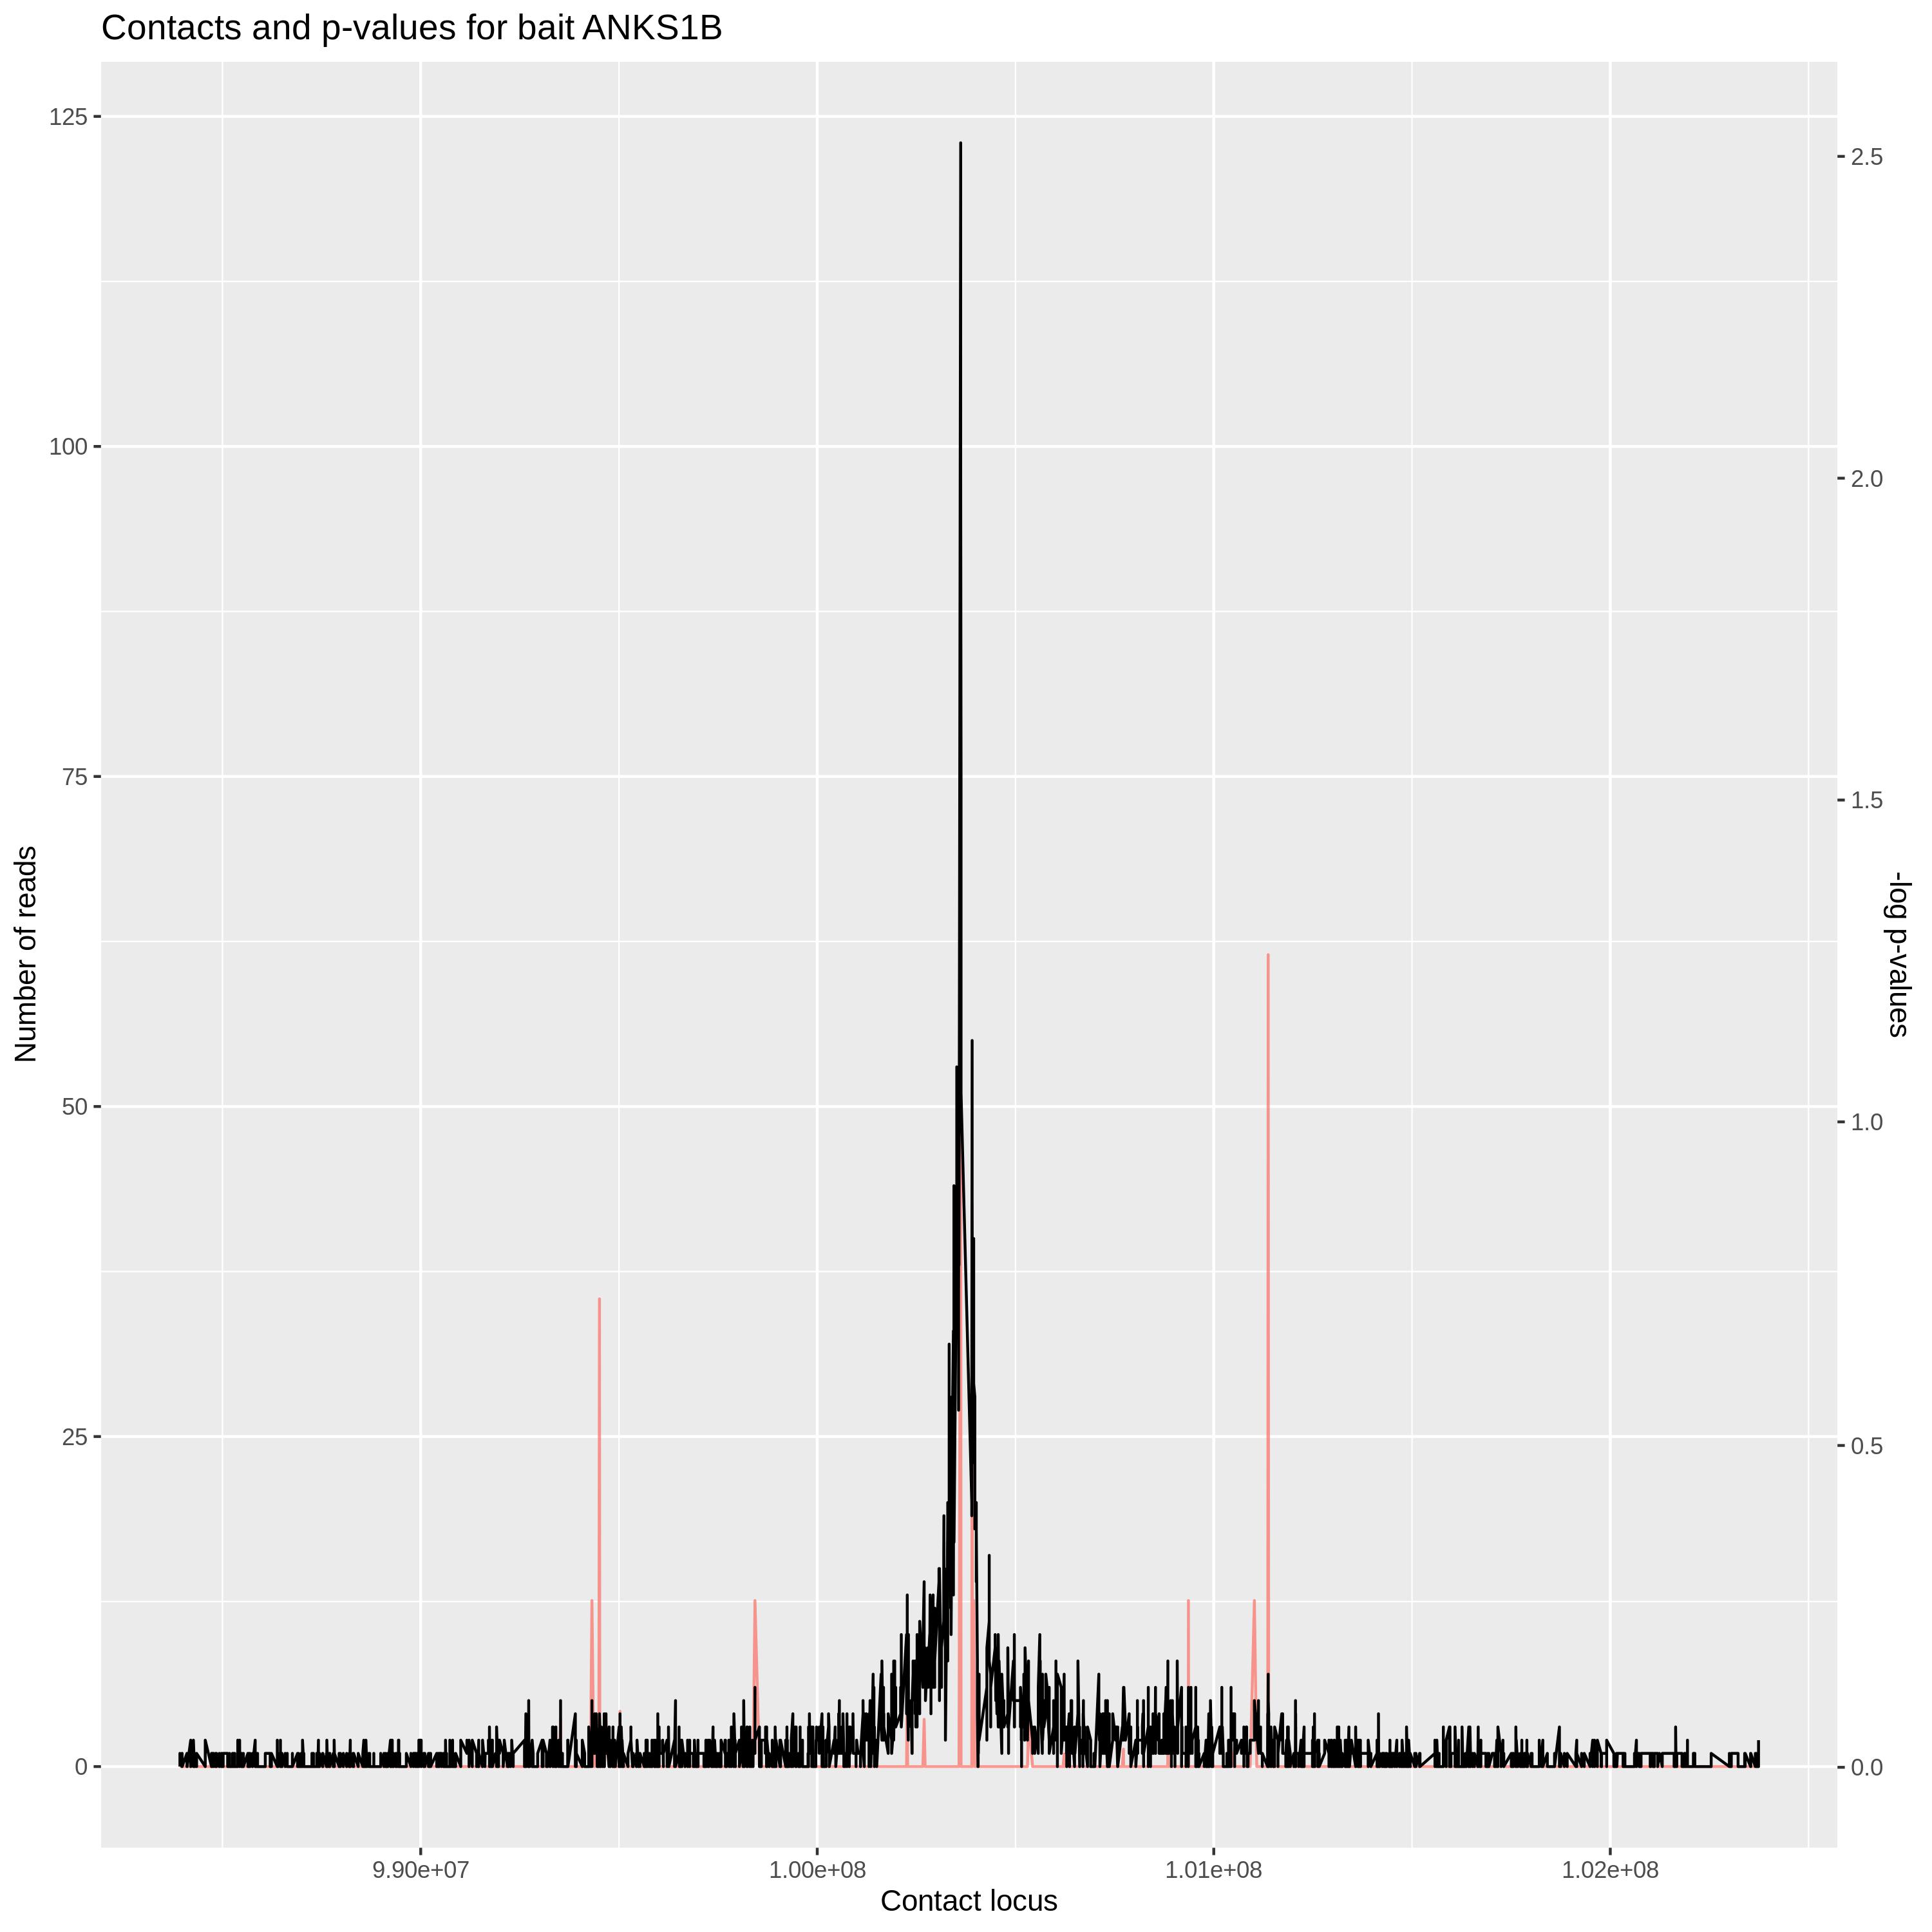 Contacts and p-values for bait ANKS1B
125
100
75
50
25
0
Number of reads
2.5
2.0
1.5
1.0
0.5
0.0
-log p-values
9.90e+07 1.00e+08 1.01e+08 1.02e+08
Contact locus